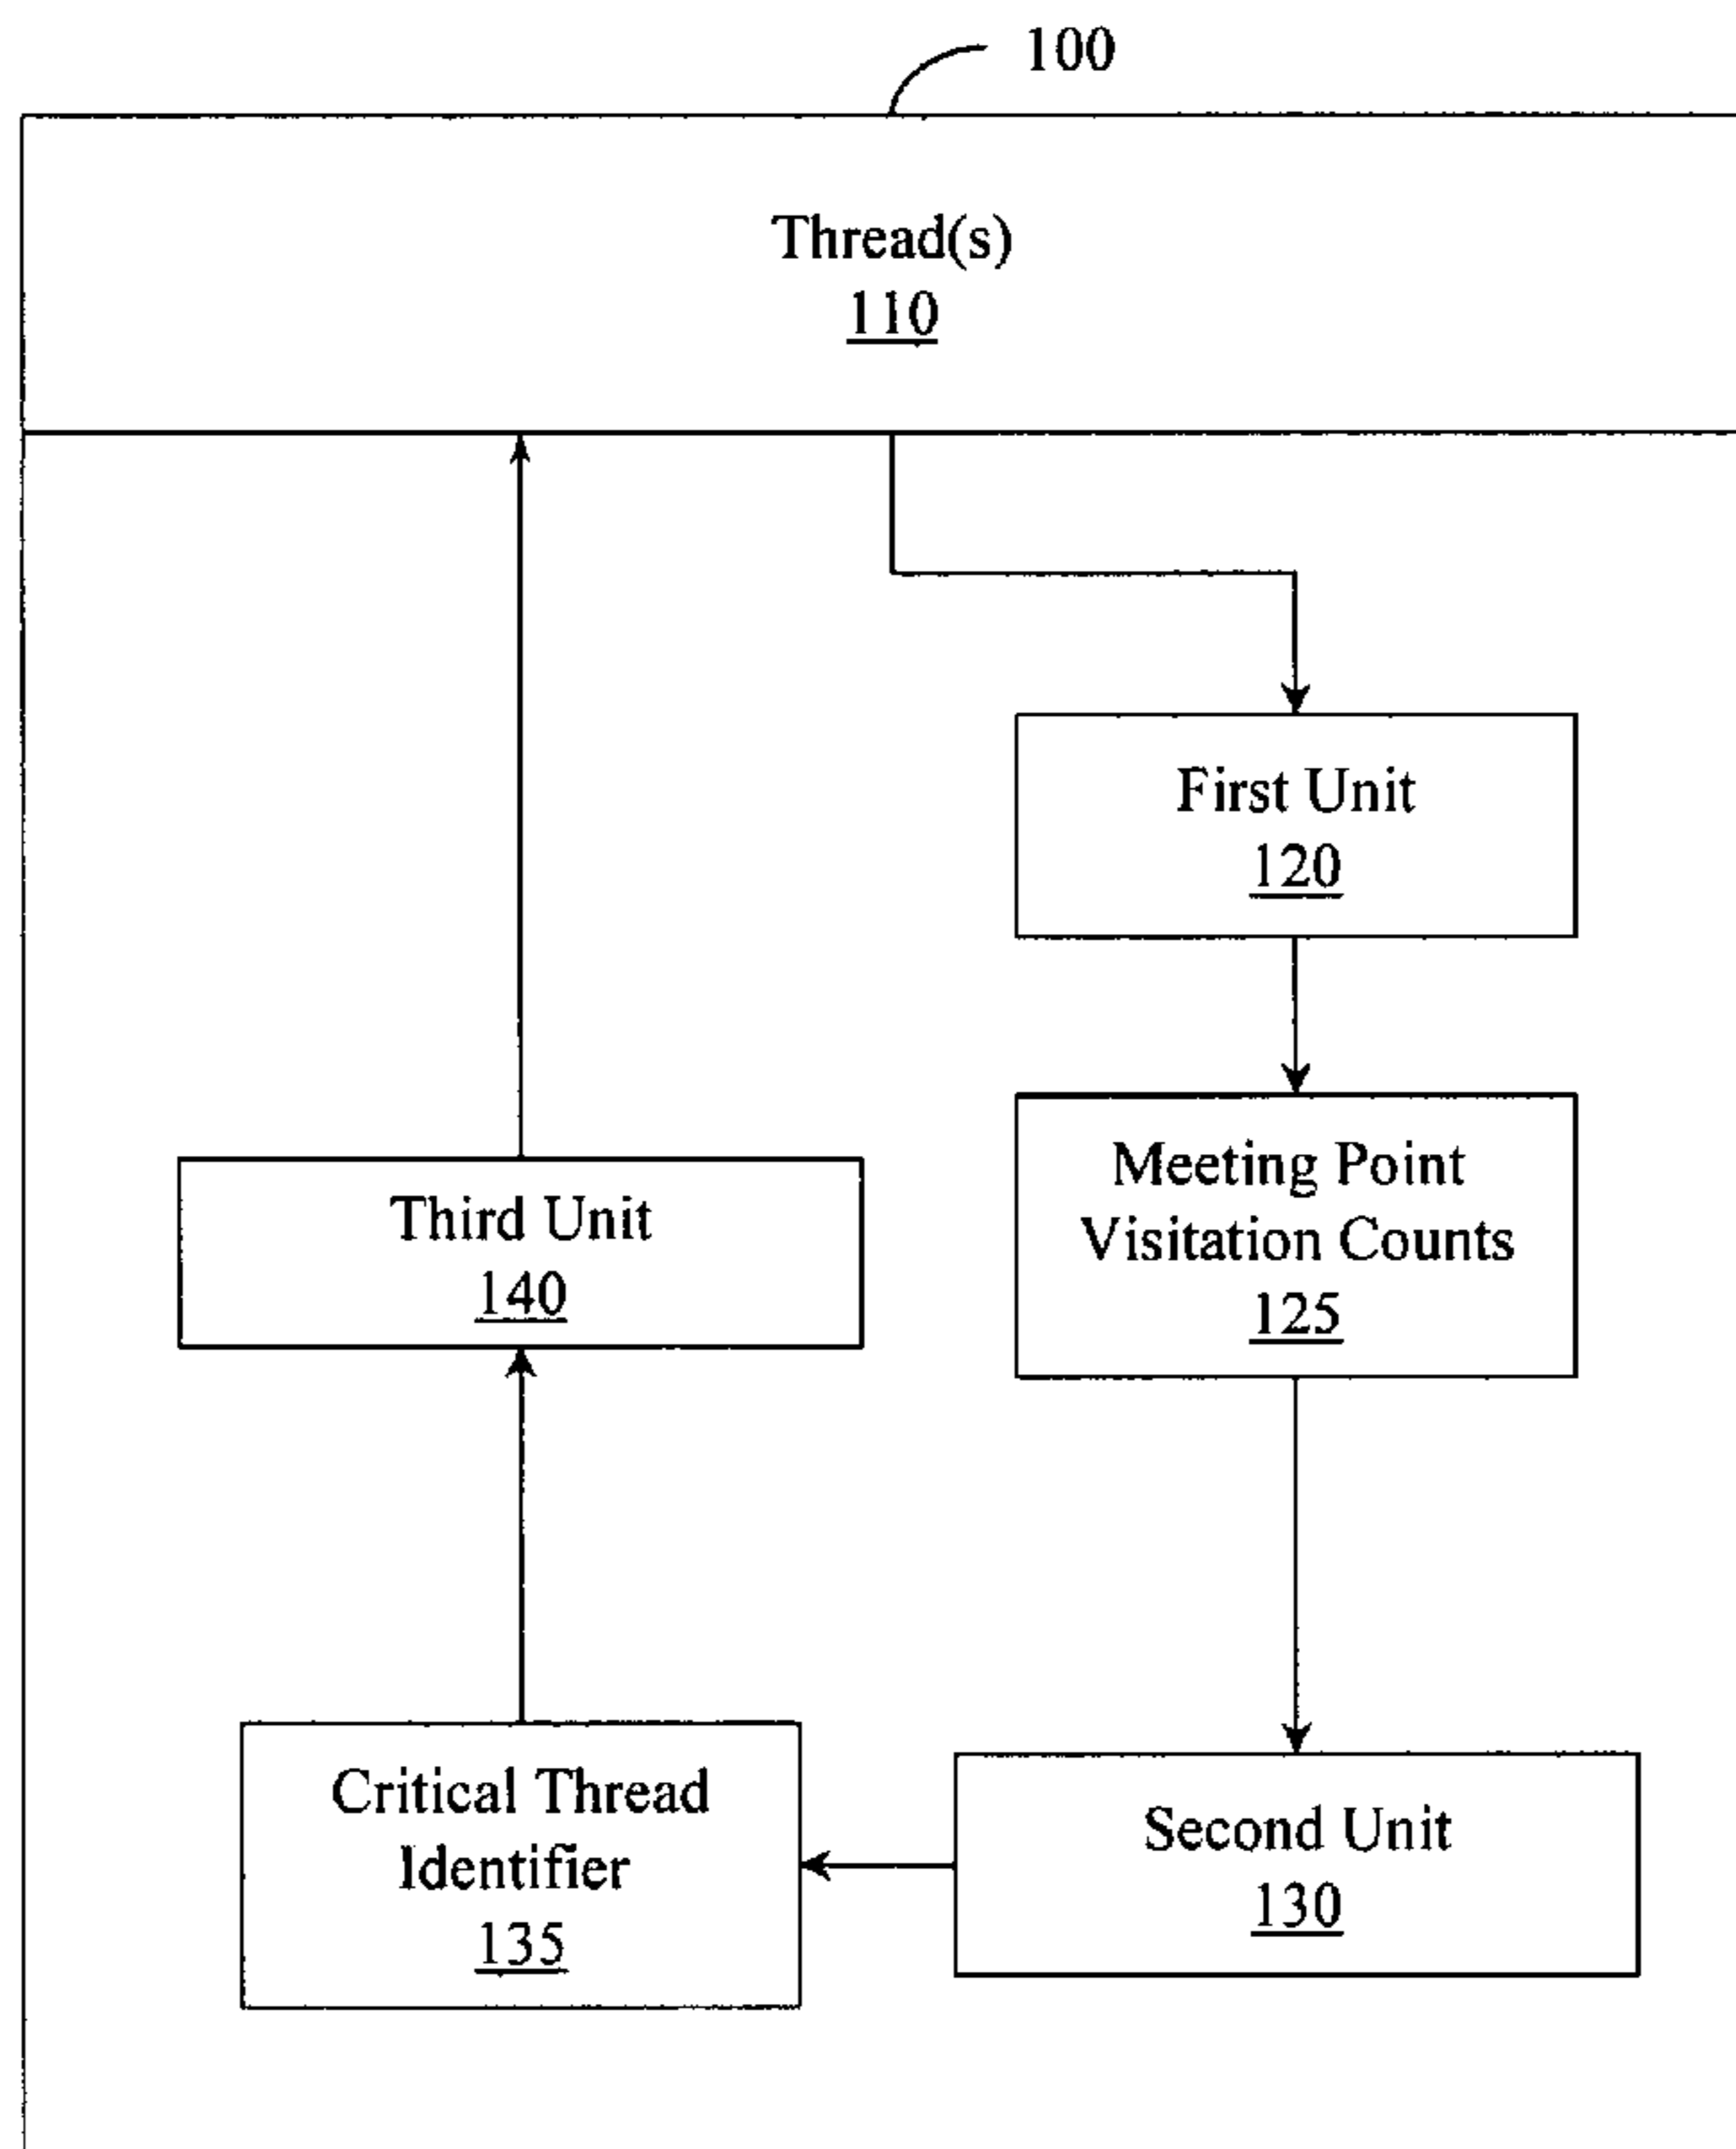 100
Thread(s)
110
First Unit
120
Meeting Point
Visitation Counts
125
Third Unit
140
Critical Thread
Identifier
135
Second Unit
130